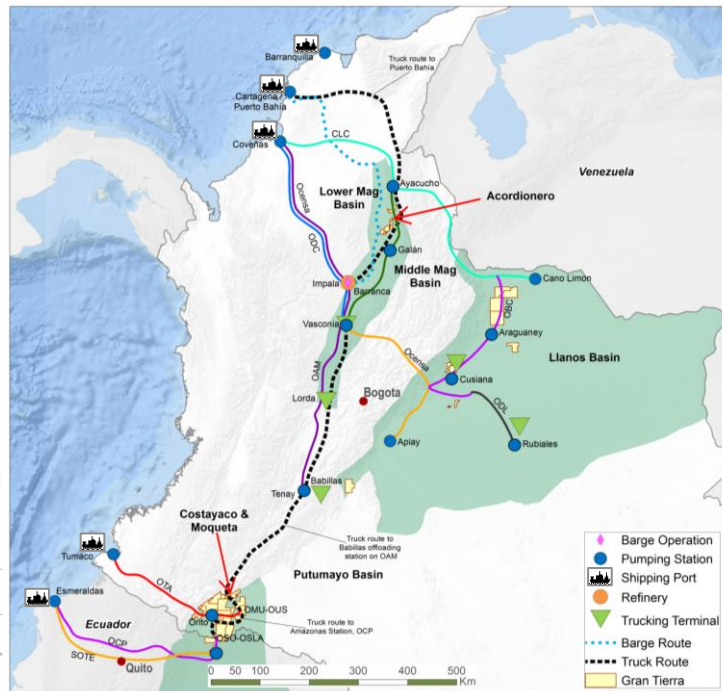 Barranquilla
Truck route to
Puerto Bahía
Cartagena
Puerto Bahía
Coveñas
CLC
Venezuela
Ayacucho
Lower Mag
Basin
Acordionero
Ocensa
ODC
Galán
Middle Mag
Basin
Impala
Barranca
Cano Limon
OBC
Vasconia
Araguaney
Ocensa
Llanos Basin
OAM
Cusiana
Lorda
Bogota
ODL
Apiay
Rubiales
Babillas
Tenay
Costayaco &
Moqueta
Truck route to
Babillas offloading
station on OAM
Tumaco
Putumayo Basin
Esmeraldas
OTA
OMU-OUS
Ecuador
Orito
Truck route to
Amazonas Station, OCP
OCP
OSO-OSLA
SOTE
Quito
0 100 200 300 400 500
Km
Barge Operation
Pumping Station
Shipping Port
Refinery
Trucking Terminal
Barge Route
Truck Route
Gran Tierra